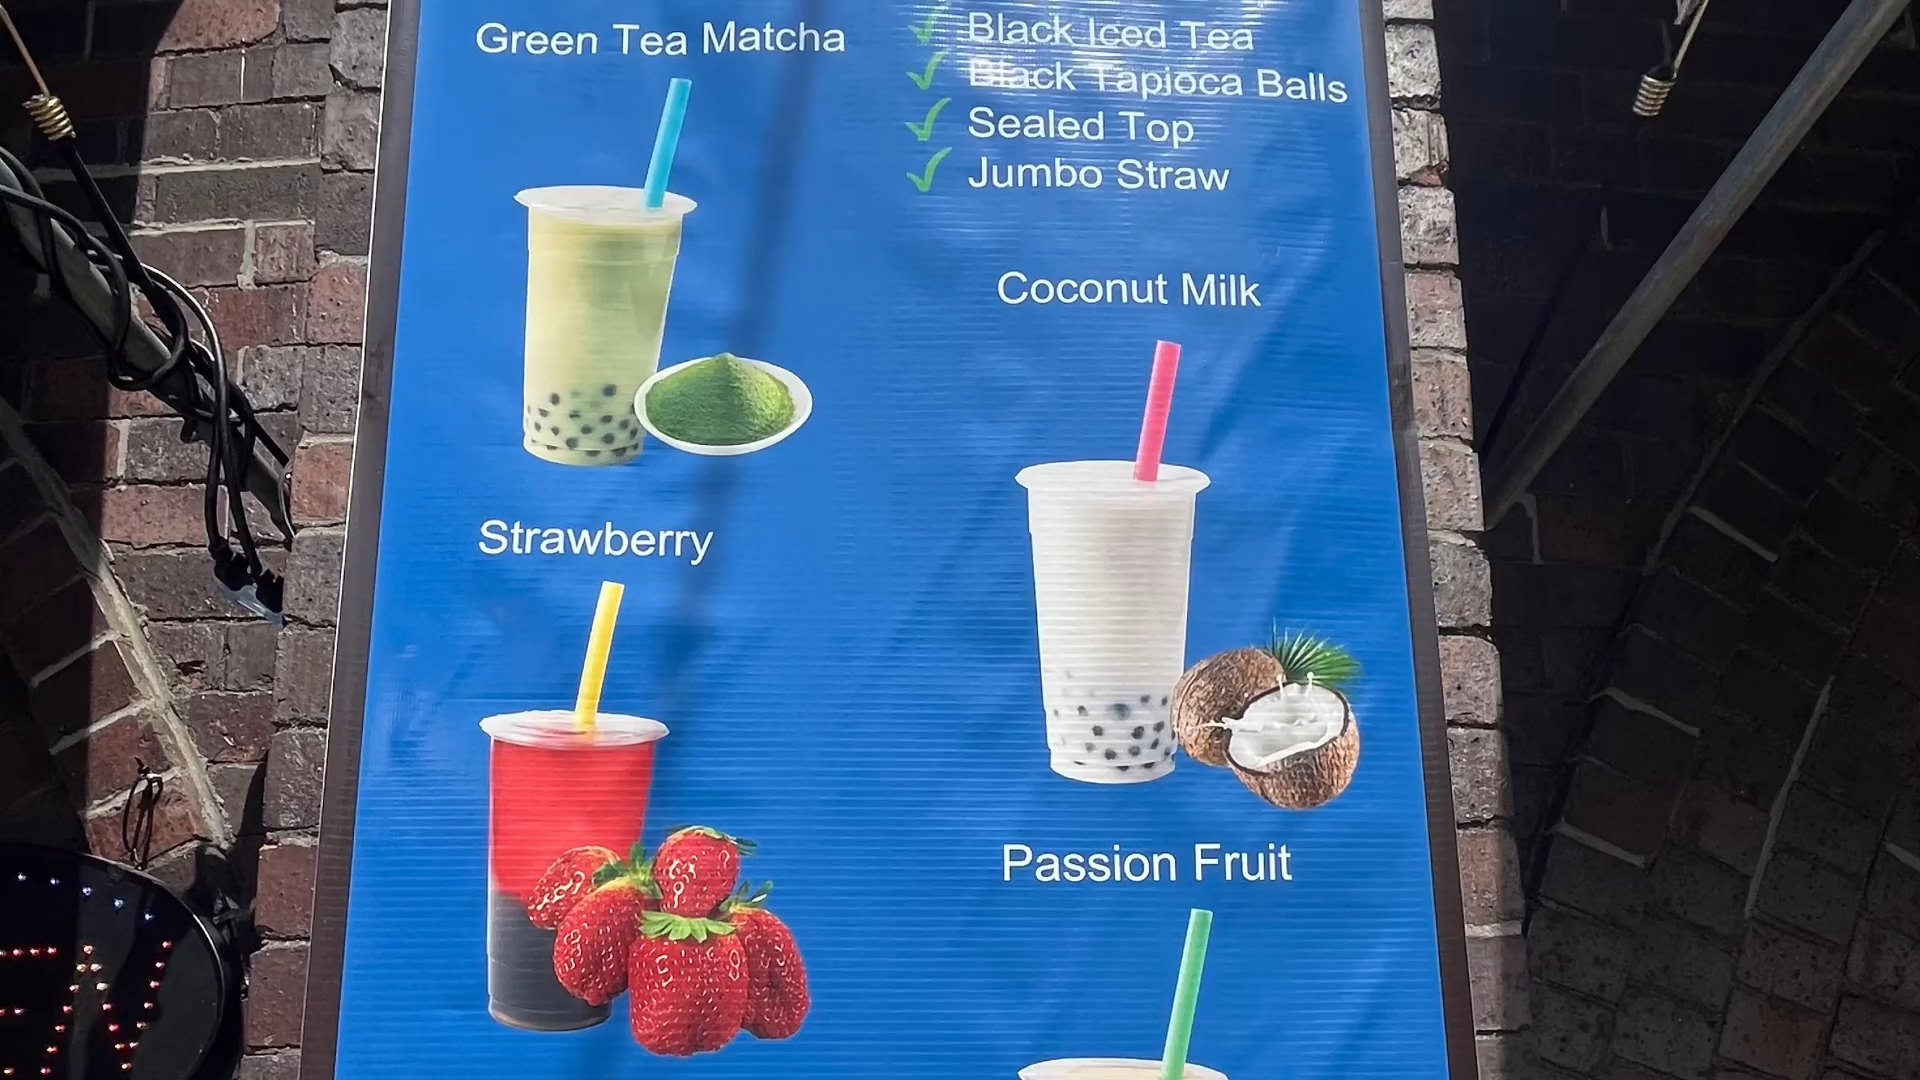 Green Tea Matcha
Black Iced Tea
Black Tapioca Balls
Sealed Top
Jumbo Straw
Coconut Milk
Strawberry
Passion Fruit